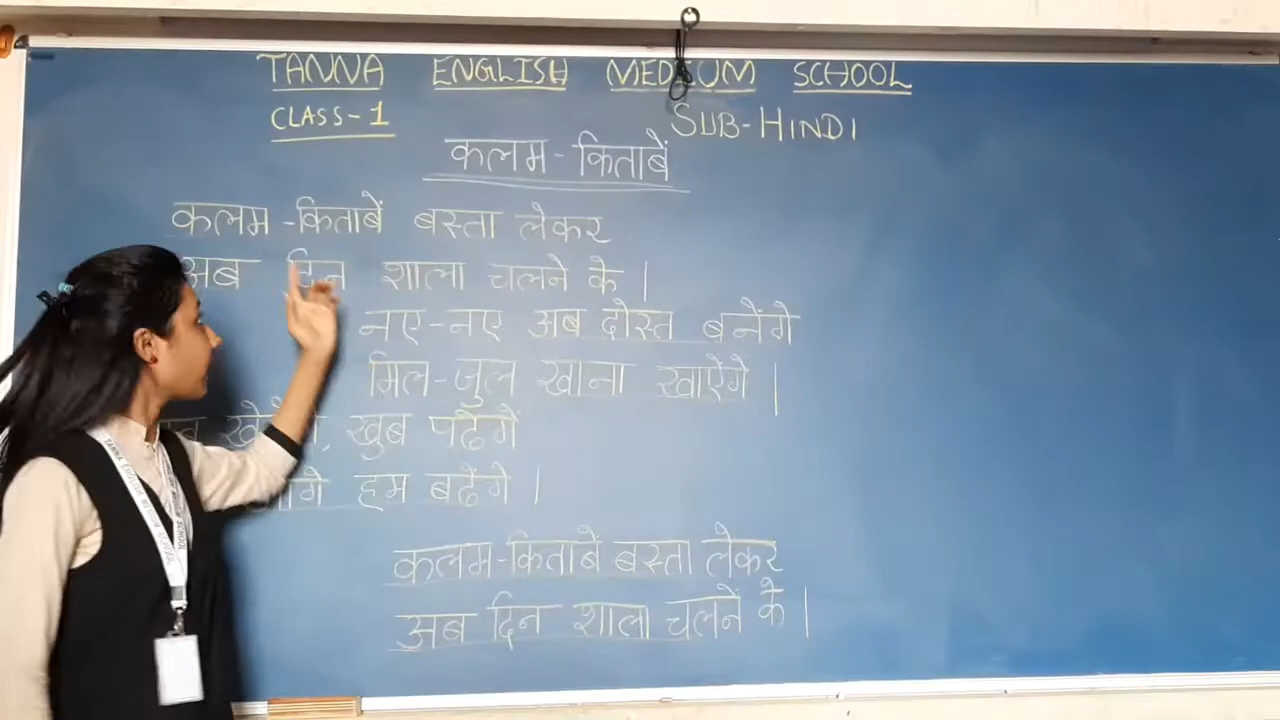 TANNA ENGLISH MEDIUM SCHOOL
CLASS-1
SUB-HINDI
कलम-किताबें
कलम-किताबें बस्ता लेकर
अब दिन शाला चलने के।
नए-नए अब दोस्त बनेंगे
मिल-जुल खाना खाऐंगे।
खुब पढेगें
हम बढेंगे।
कलम-किताबें बस्ता लेकर
अब दिन शाला चलनें के।